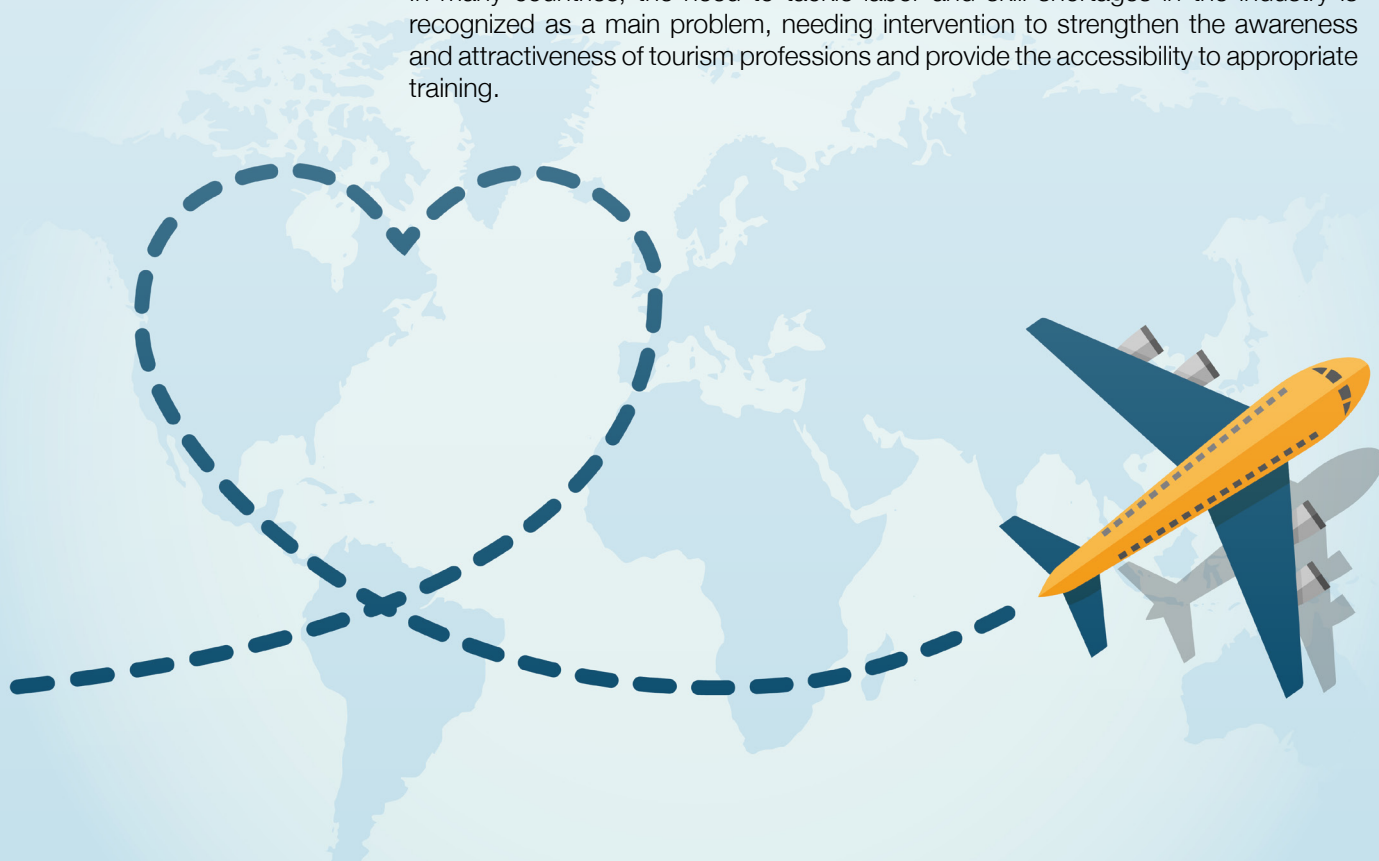 In many countries, the need to tackle labor and skill shortages in the industry is
recognized as a main problem, needing intervention to strengthen the awareness
and attractiveness of tourism professions and provide the accessibility to appropriate
training.